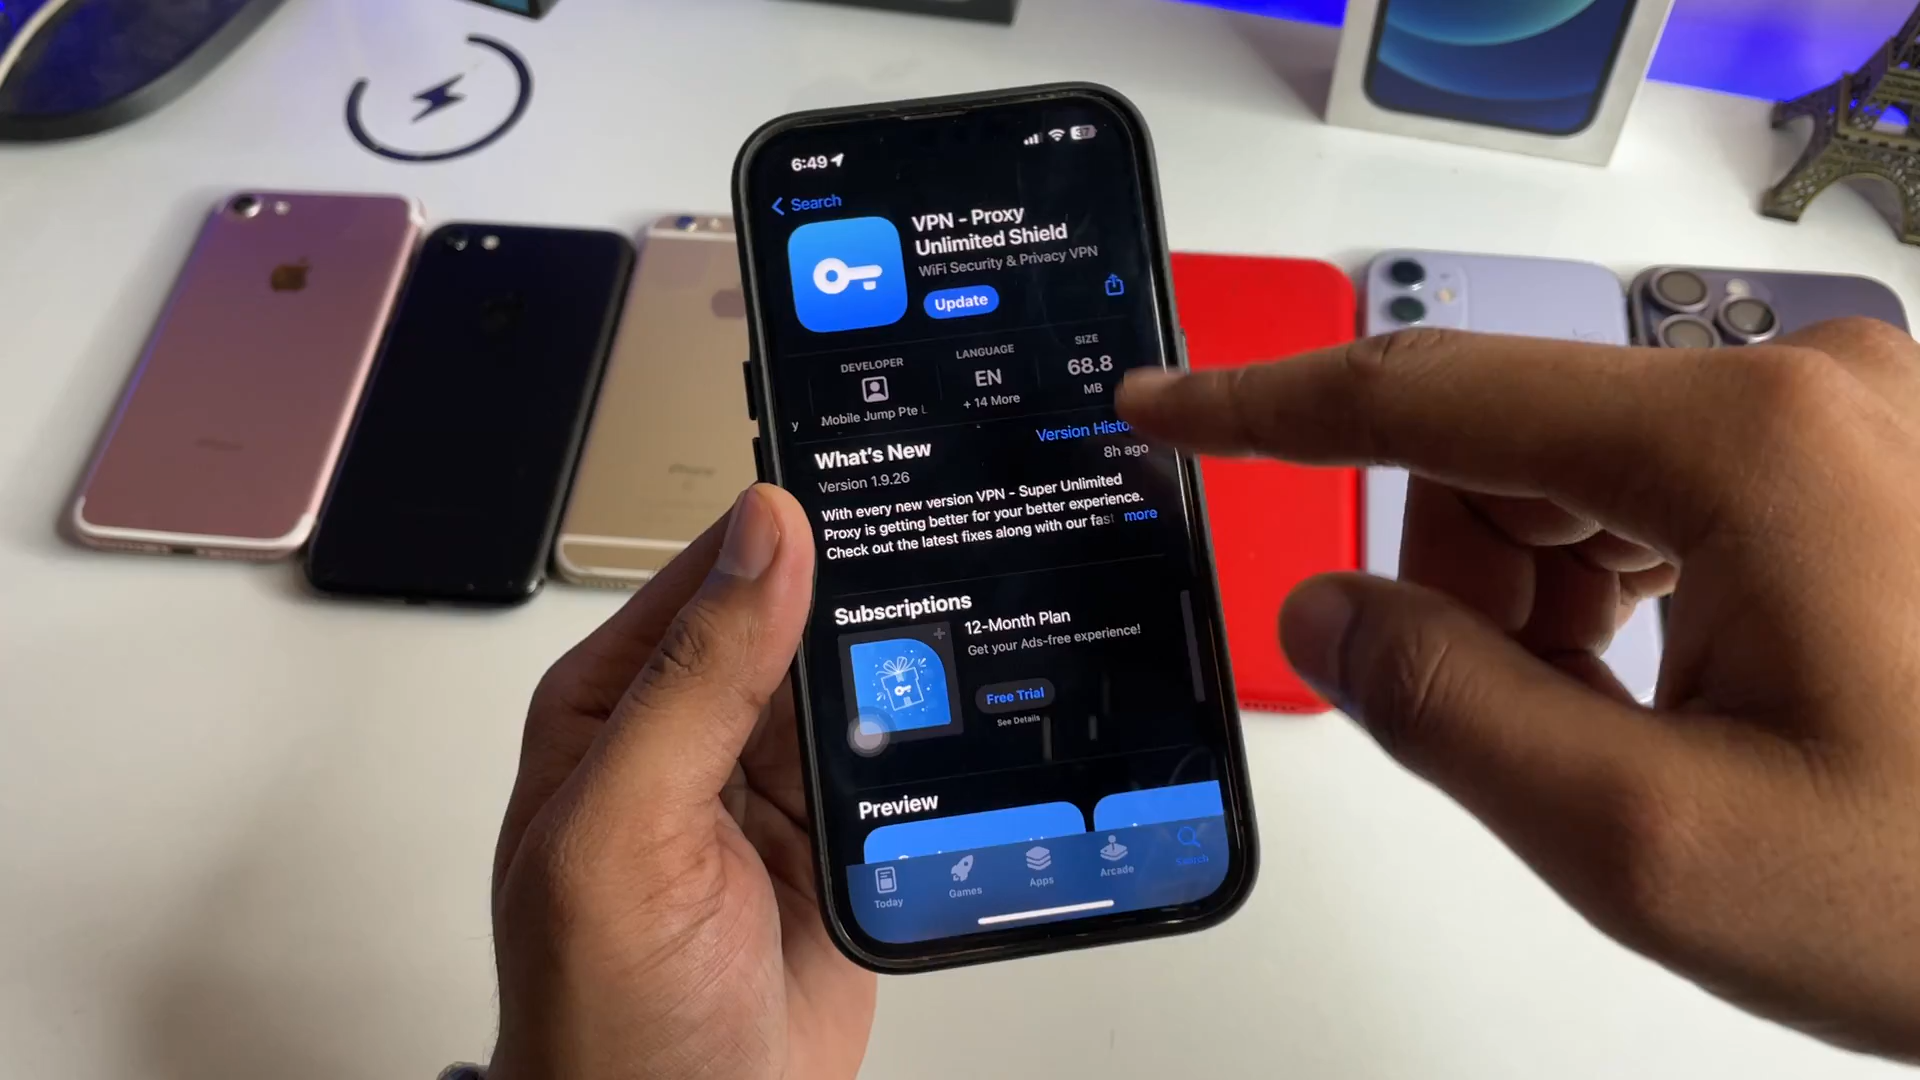 6:49
37
Search
VPN - Proxy
Unlimited Shield
WiFi Security & Privacy VPN
Update
DEVELOPER
LANGUAGE
SIZE
EN
68.8
y
Mobile Jump Pte L
+ 14 More
MB
What's New
Version Histo
Version 1.9.26
8h ago
With every new version VPN - Super Unlimited
Proxy is getting better for your better experience.
Check out the latest fixes along with our fast
more
Subscriptions
12-Month Plan
Get your Ads-free experience!
Free Trial
See Details
Preview
Today
Games
Apps
Arcade
Search
iPhone